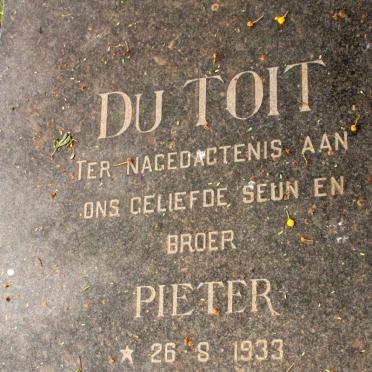 DU TOIT
TER NAGEDAGTENIS AAN
ONS GELIEFDE SEUN EN
BROER
PIETER
★ 26 - 8 - 1933